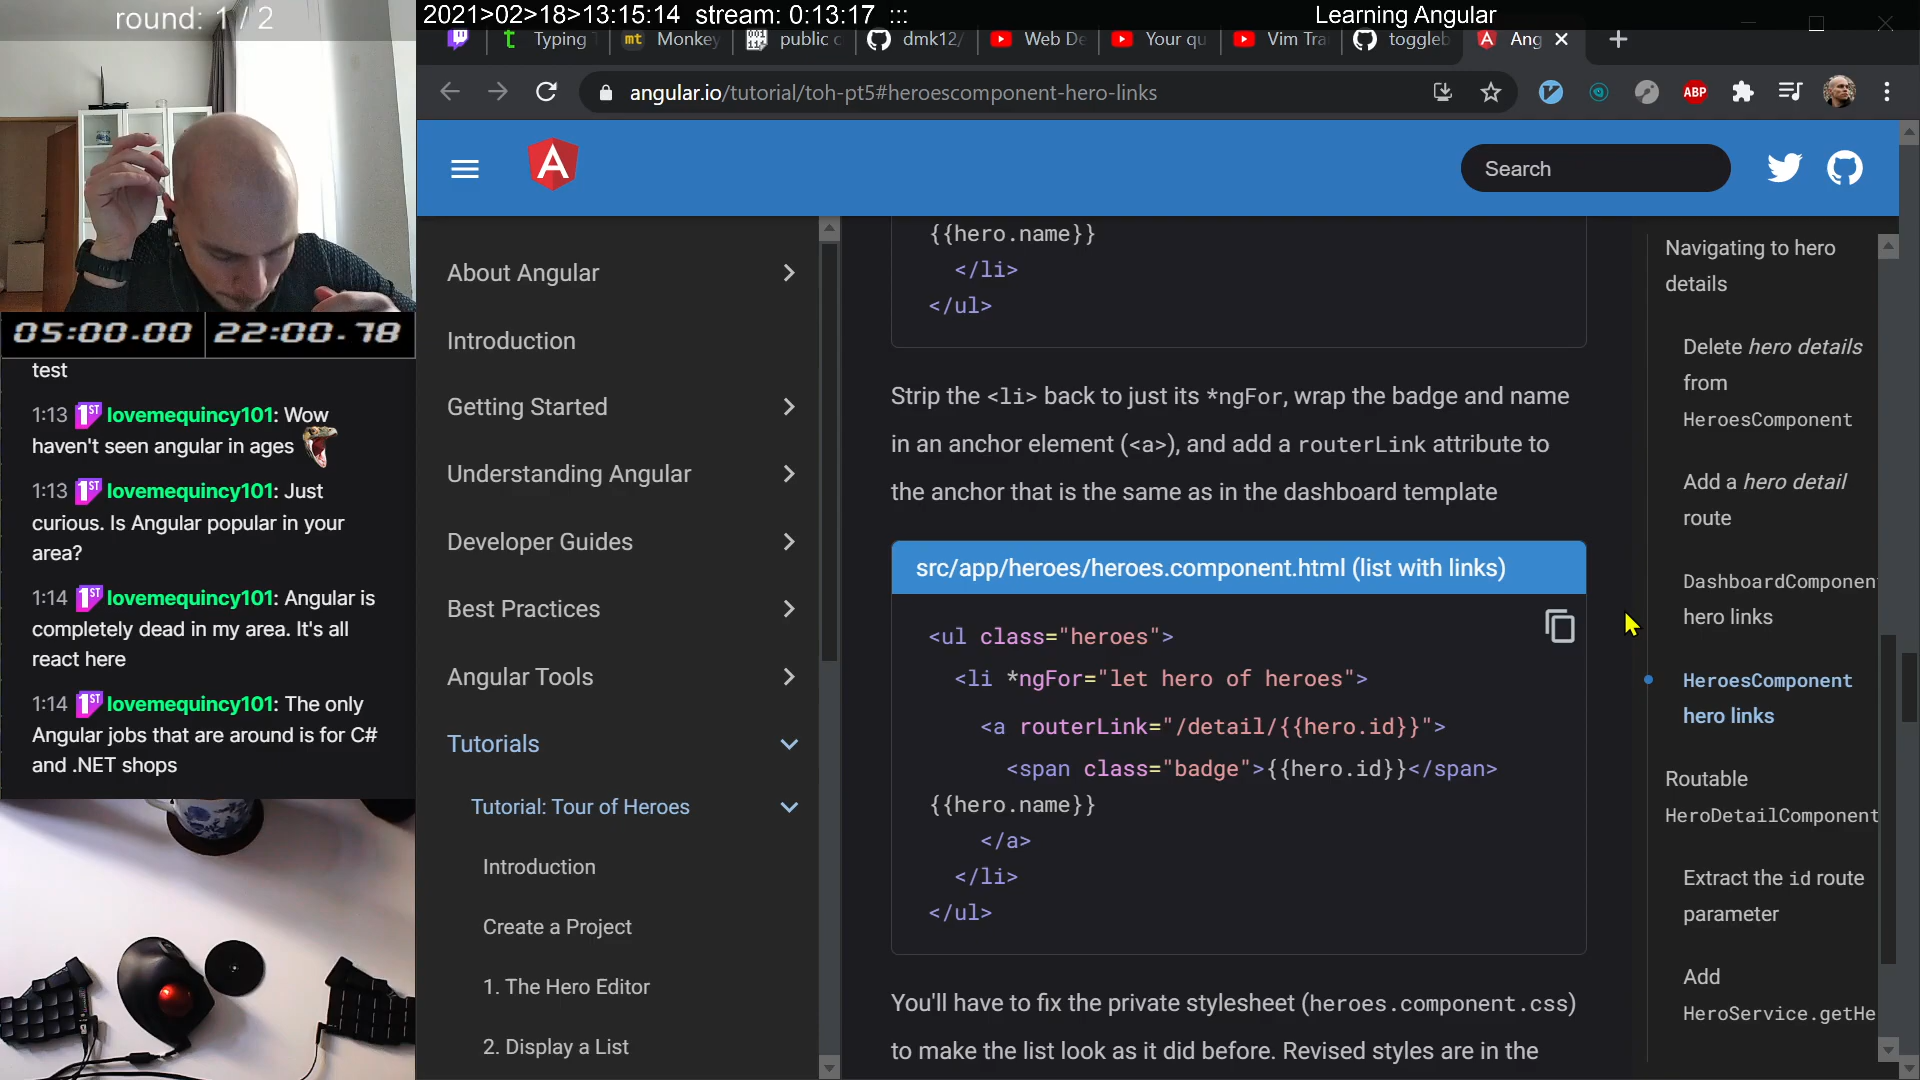 round: 1 / 2
2021>02>18>13:15:14 stream: 0:13:17 :::
Learning Angular
Typing
mt
Monkey
public c
dmk12/
Web De
Your qu
Vim Tra
toggleb
Ang
angular.io/tutorial/toh-pt5#heroescomponent-hero-links
ABP
Search
05:00.00
22:00.78
test
1:13 1ST lovemequincy101: Wow
haven't seen angular in ages
1:13 1ST lovemequincy101: Just
curious. Is Angular popular in your
area?
1:14 1ST lovemequincy101: Angular is
completely dead in my area. It's all
react here
1:14 1ST lovemequincy101: The only
Angular jobs that are around is for C#
and .NET shops
About Angular
Introduction
Getting Started
Understanding Angular
Developer Guides
Best Practices
Angular Tools
Tutorials
Tutorial: Tour of Heroes
Introduction
Create a Project
1. The Hero Editor
2. Display a List
{{hero.name}}
</li>
</ul>
Strip the <li> back to just its *ngFor, wrap the badge and name
in an anchor element (<a>), and add a routerLink attribute to
the anchor that is the same as in the dashboard template
src/app/heroes/heroes.component.html (list with links)
<ul class="heroes">
<li *ngFor="let hero of heroes">
<a routerLink="/detail/{{hero.id}}">
<span class="badge">{{hero.id}}</span>
{{hero.name}}
</a>
</li>
</ul>
You'll have to fix the private stylesheet (heroes.component.css)
to make the list look as it did before. Revised styles are in the
Navigating to hero
details
Delete hero details
from
HeroesComponent
Add a hero detail
route
DashboardComponen
hero links
HeroesComponent
hero links
Routable
HeroDetailComponent
Extract the id route
parameter
Add
HeroService.getHe